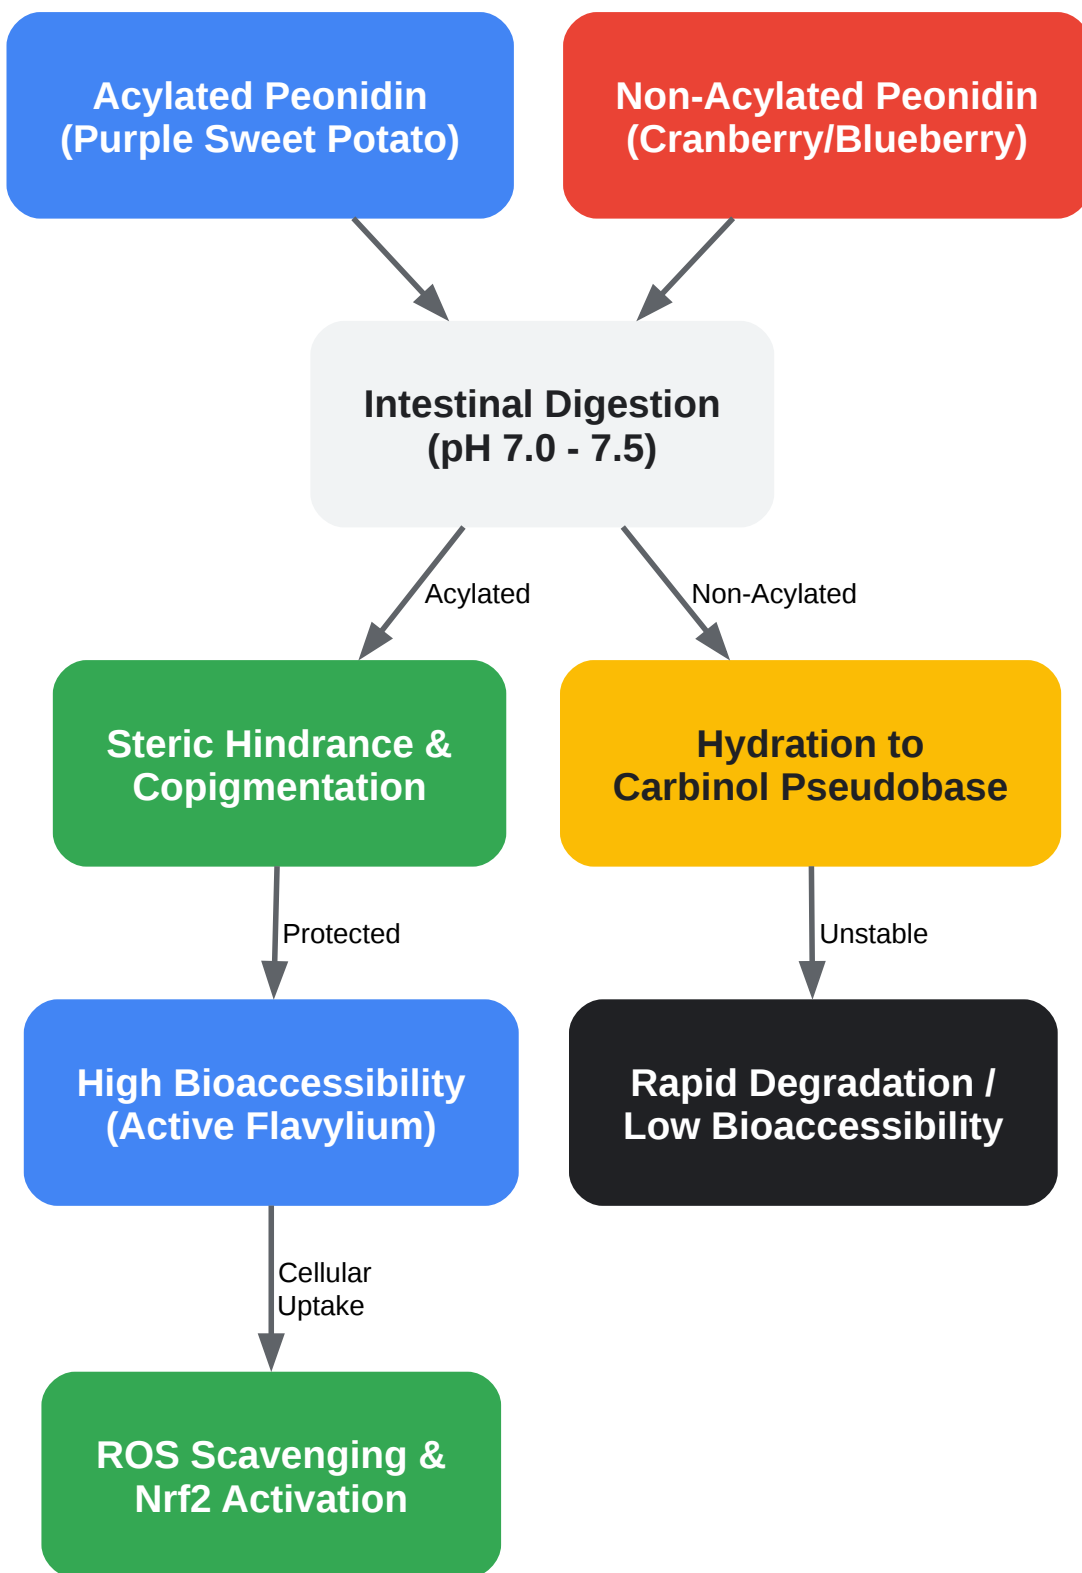 Acylated Peonidin
(Purple Sweet Potato)
Non-Acylated Peonidin
(Cranberry/Blueberry)
Intestinal Digestion
(pH 7.0 - 7.5)
Acylated
Non-Acylated
Steric Hindrance &
Copigmentation
Hydration to
Carbinol Pseudobase
Protected
Unstable
High Bioaccessibility
(Active Flavylium)
Rapid Degradation /
Low Bioaccessibility
Cellular
Uptake
ROS Scavenging &
Nrf2 Activation